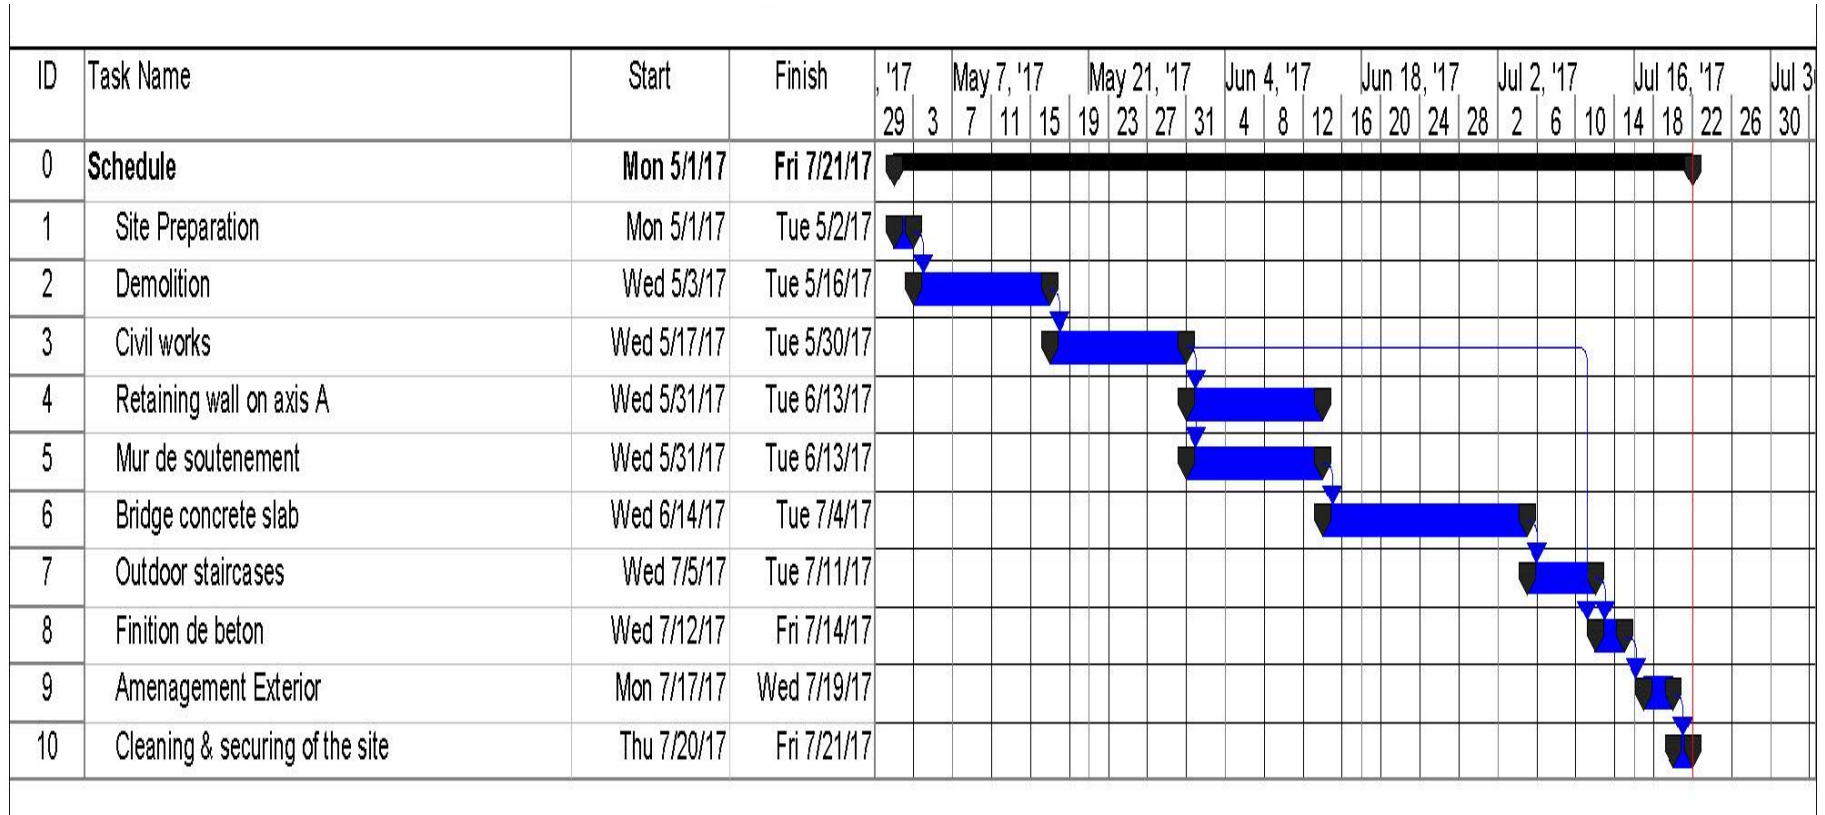 ID Task Name Start Finish , '17 May 7, '17 May 21, '17 Jun 4, '17 Jun 18, '17 Jul 2, '17 Jul 16, '17 Jul 3
29 3 7 11 15 19 23 27 31 4 8 12 16 20 24 28 2 6 10 14 18 22 26 30
0 Schedule Mon 5/1/17 Fri 7/21/17
1 Site Preparation Mon 5/1/17 Tue 5/2/17
2 Demolition Wed 5/3/17 Tue 5/16/17
3 Civil works Wed 5/17/17 Tue 5/30/17
4 Retaining wall on axis A Wed 5/31/17 Tue 6/13/17
5 Mur de soutenement Wed 5/31/17 Tue 6/13/17
6 Bridge concrete slab Wed 6/14/17 Tue 7/4/17
7 Outdoor staircases Wed 7/5/17 Tue 7/11/17
8 Finition de beton Wed 7/12/17 Fri 7/14/17
9 Amenagement Exterior Mon 7/17/17 Wed 7/19/17
10 Cleaning & securing of the site Thu 7/20/17 Fri 7/21/17